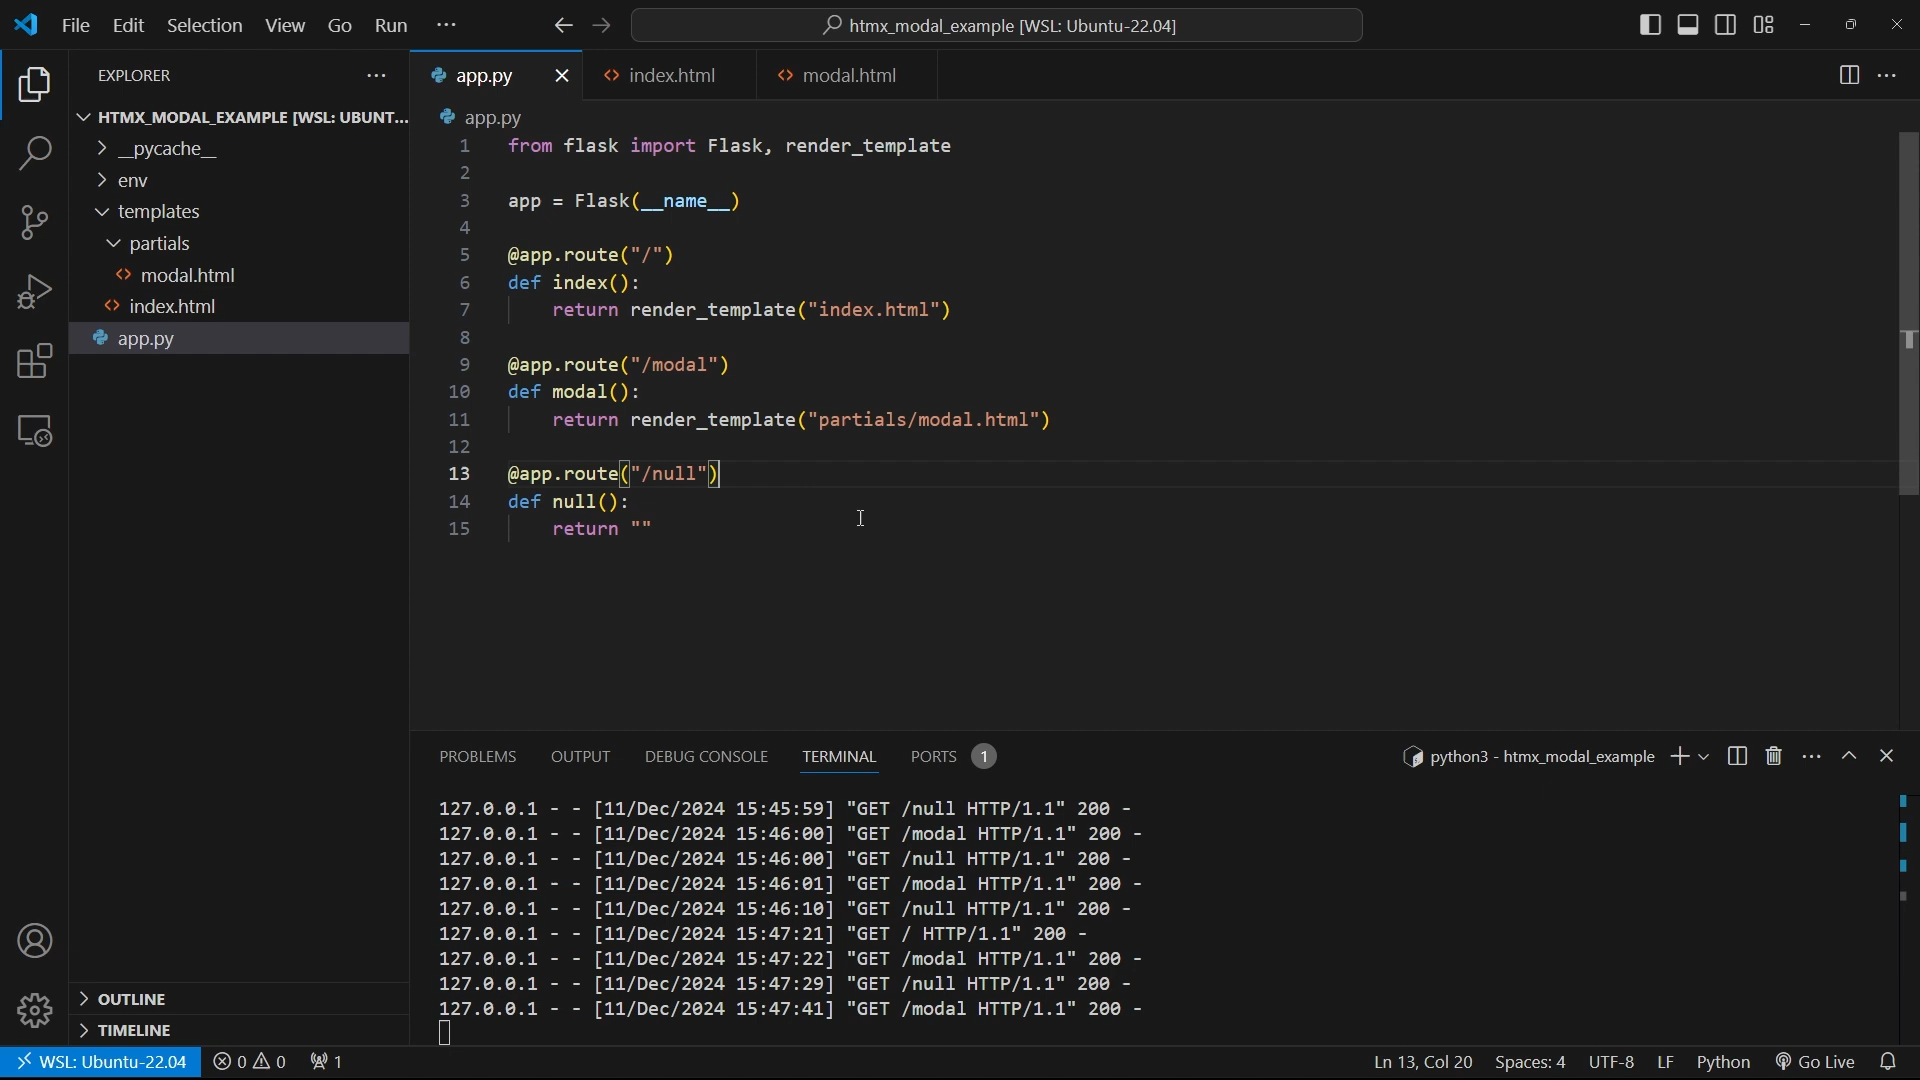 File Edit Selection View Go Run ···
htmx_modal_example [WSL: Ubuntu-22.04]
EXPLORER
HTMX_MODAL_EXAMPLE [WSL: UBUNT...
__pycache__
env
templates
partials
modal.html
index.html
app.py
OUTLINE
TIMELINE
app.py index.html modal.html
app.py
1 from flask import Flask, render_template
2
3 app = Flask(__name__)
4
5 @app.route("/")
6 def index():
7 return render_template("index.html")
8
9 @app.route("/modal")
10 def modal():
11 return render_template("partials/modal.html")
12
13 @app.route("/null")
14 def null():
15 return ""
PROBLEMS OUTPUT DEBUG CONSOLE TERMINAL PORTS 1 python3 - htmx_modal_example
127.0.0.1 - - [11/Dec/2024 15:45:59] "GET /null HTTP/1.1" 200 -
127.0.0.1 - - [11/Dec/2024 15:46:00] "GET /modal HTTP/1.1" 200 -
127.0.0.1 - - [11/Dec/2024 15:46:00] "GET /null HTTP/1.1" 200 -
127.0.0.1 - - [11/Dec/2024 15:46:01] "GET /modal HTTP/1.1" 200 -
127.0.0.1 - - [11/Dec/2024 15:46:10] "GET /null HTTP/1.1" 200 -
127.0.0.1 - - [11/Dec/2024 15:47:21] "GET / HTTP/1.1" 200 -
127.0.0.1 - - [11/Dec/2024 15:47:22] "GET /modal HTTP/1.1" 200 -
127.0.0.1 - - [11/Dec/2024 15:47:29] "GET /null HTTP/1.1" 200 -
127.0.0.1 - - [11/Dec/2024 15:47:41] "GET /modal HTTP/1.1" 200 -
WSL: Ubuntu-22.04 0 0 1 Ln 13, Col 20 Spaces: 4 UTF-8 LF Python Go Live